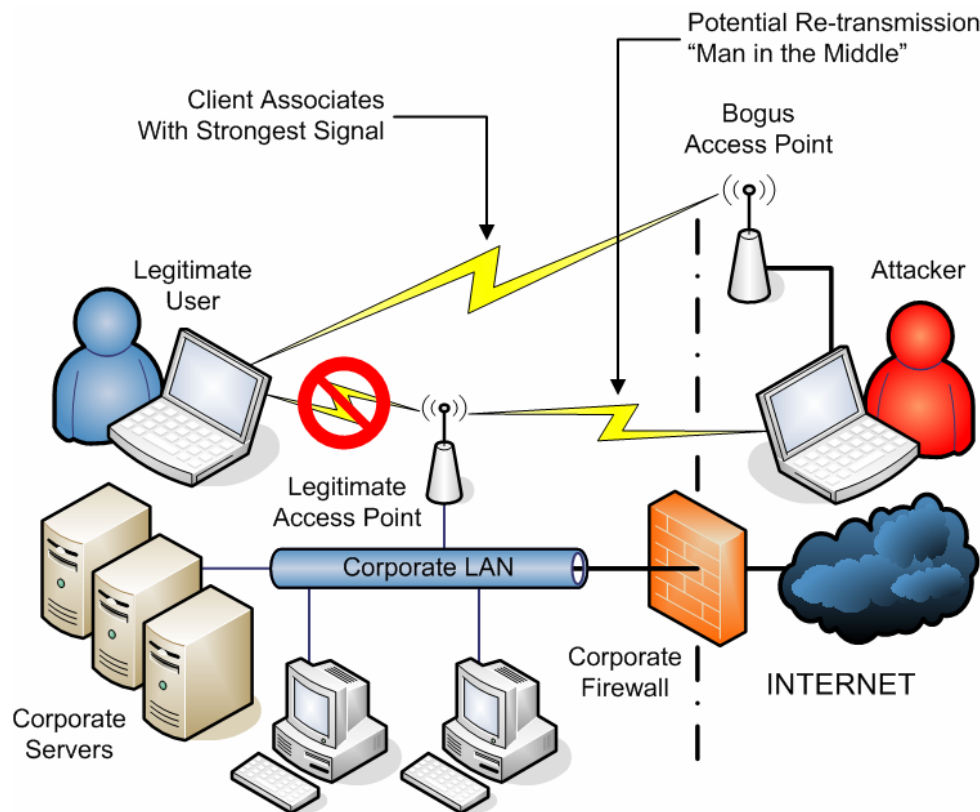 Potential Re-transmission
“Man in the Middle”
Client Associates
With Strongest Signal
Bogus
Access Point
Legitimate
User
Attacker
Legitimate
Access Point
Corporate LAN
Corporate
Firewall
INTERNET
Corporate
Servers